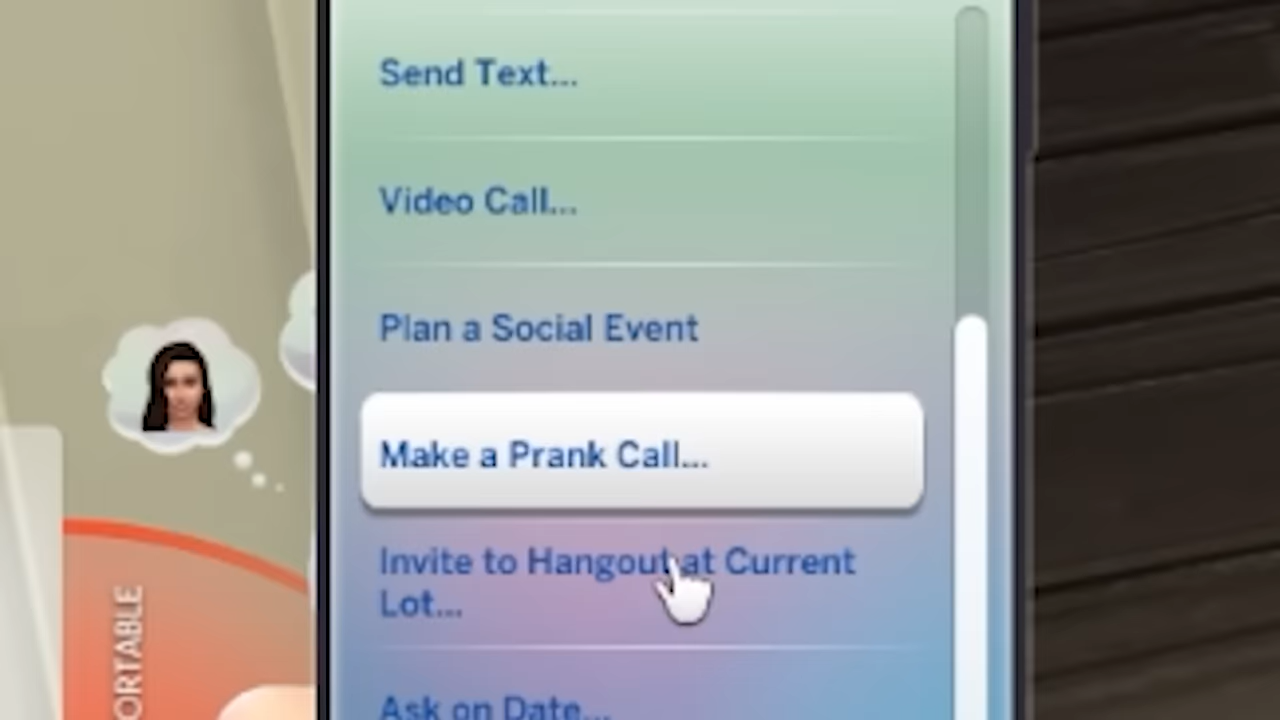 Send Text...
Video Call...
Plan a Social Event
Make a Prank Call...
Invite to Hangout at Current
Lot...
Ask on Date...
ORTABLE